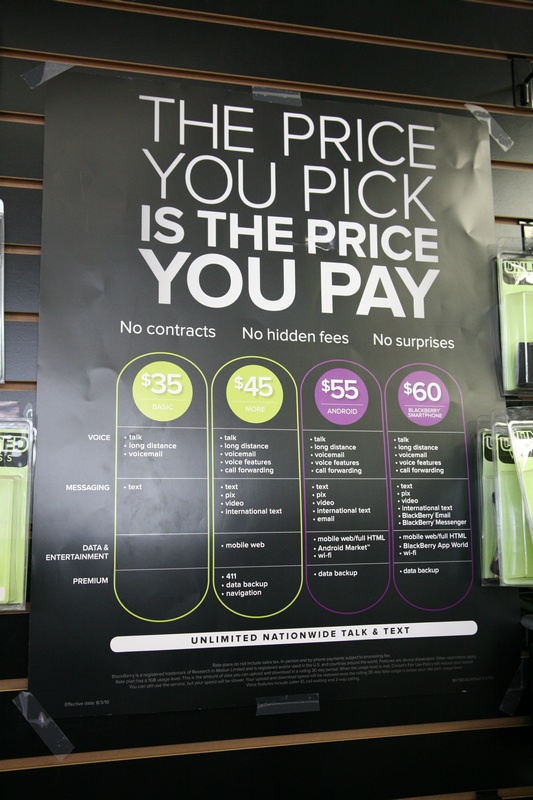 THE PRICE
YOU PICK
IS THE PRICE
YOU PAY
No contracts No hidden fees No surprises
$35
BASIC
$45
MORE
$55
ANDROID
$60
BLACKBERRY
SMARTPHONE
VOICE
• talk
• long distance
• voicemail
• talk
• long distance
• voicemail
• voice features
• call forwarding
• talk
• long distance
• voicemail
• voice features
• call forwarding
• talk
• long distance
• voicemail
• voice features
• call forwarding
MESSAGING
• text
• text
• pix
• video
• international text
• text
• pix
• video
• international text
• email
• text
• pix
• video
• international text
• BlackBerry Email
• BlackBerry Messenger
DATA &
ENTERTAINMENT
• mobile web
• mobile web/full HTML
• Android Market™
• wi-fi
• mobile web/full HTML
• BlackBerry App World
• wi-fi
PREMIUM
• 411
• data backup
• navigation
• data backup
• data backup
UNLIMITED NATIONWIDE TALK & TEXT